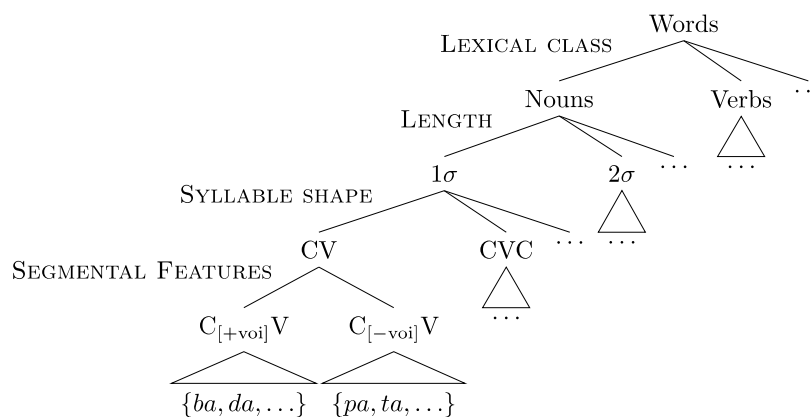 Words
LEXICAL CLASS
Nouns Verbs ..
LENGTH ...
1σ 2σ ...
SYLLABLE SHAPE
CV CVC ... ...
SEGMENTAL FEATURES
...
C[+voi]V C[−voi]V
{ba, da, ...} {pa, ta, ...}